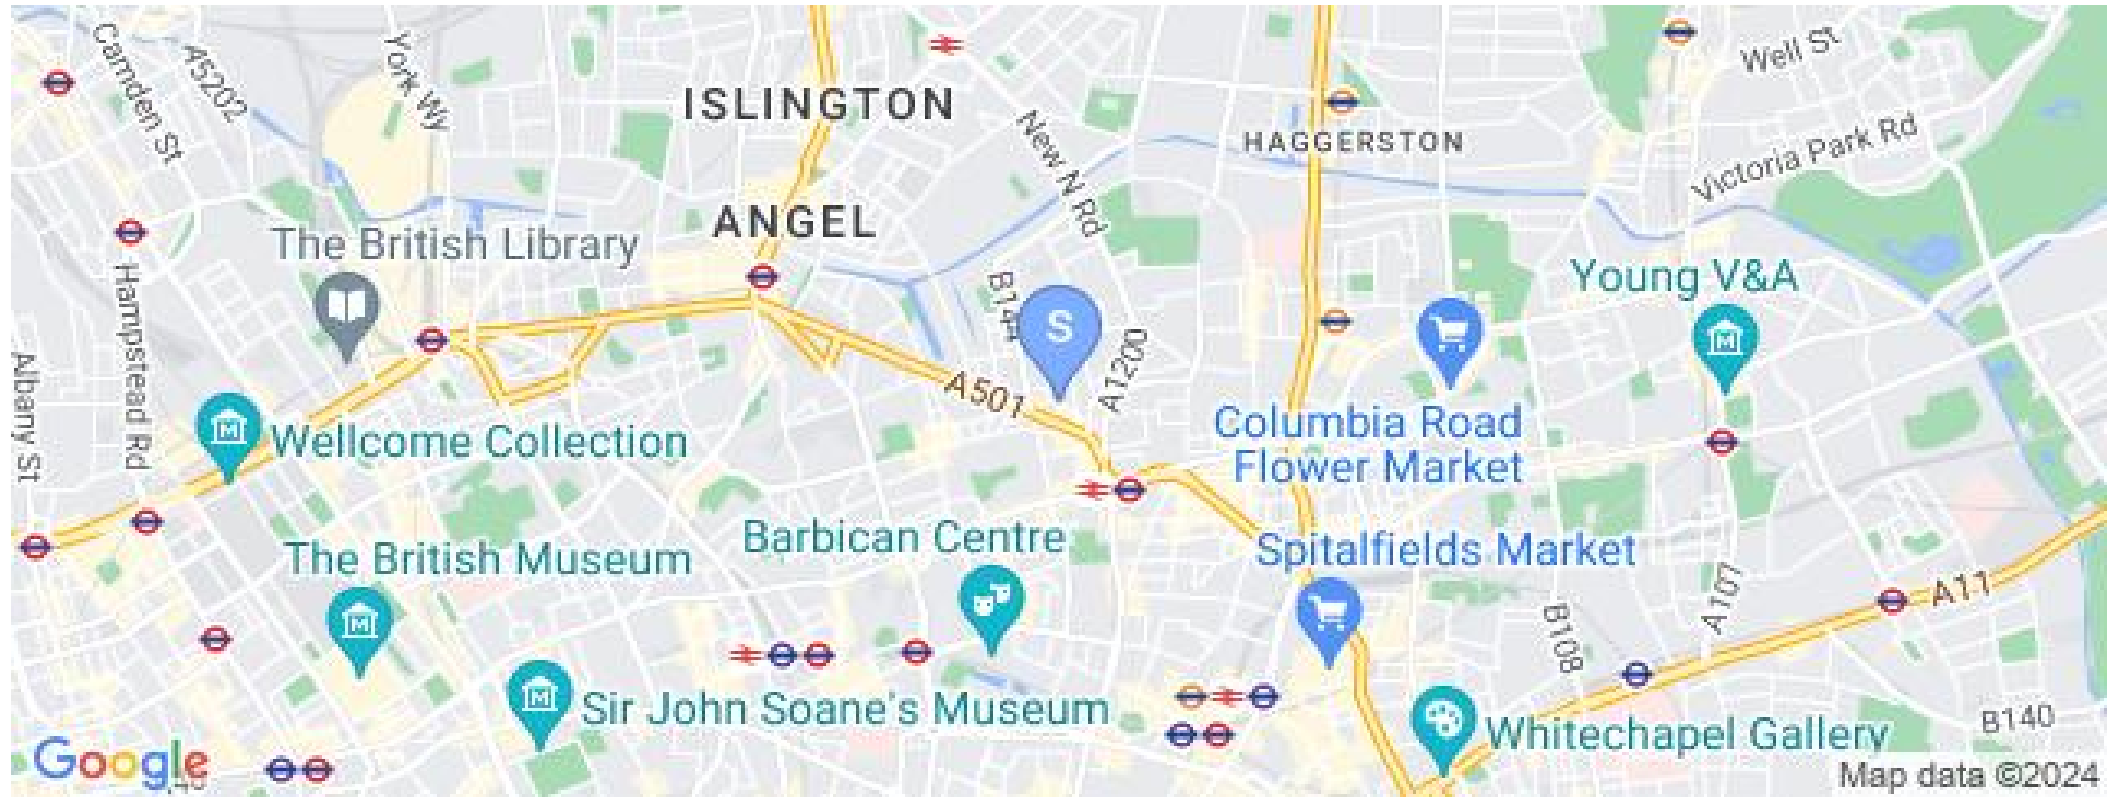 Camden St
A5202
York Wy
ISLINGTON
New N Rd
HAGGERSTON
Well St
Victoria Park Rd
ANGEL
The British Library
Hampstead Rd
Albany St
B144
S
A1200
Young V&A
A501
Wellcome Collection
Columbia Road
Flower Market
Barbican Centre
The British Museum
Spitalfields Market
A107
A11
B108
Sir John Soane's Museum
Whitechapel Gallery
B140
Google
Map data ©2024